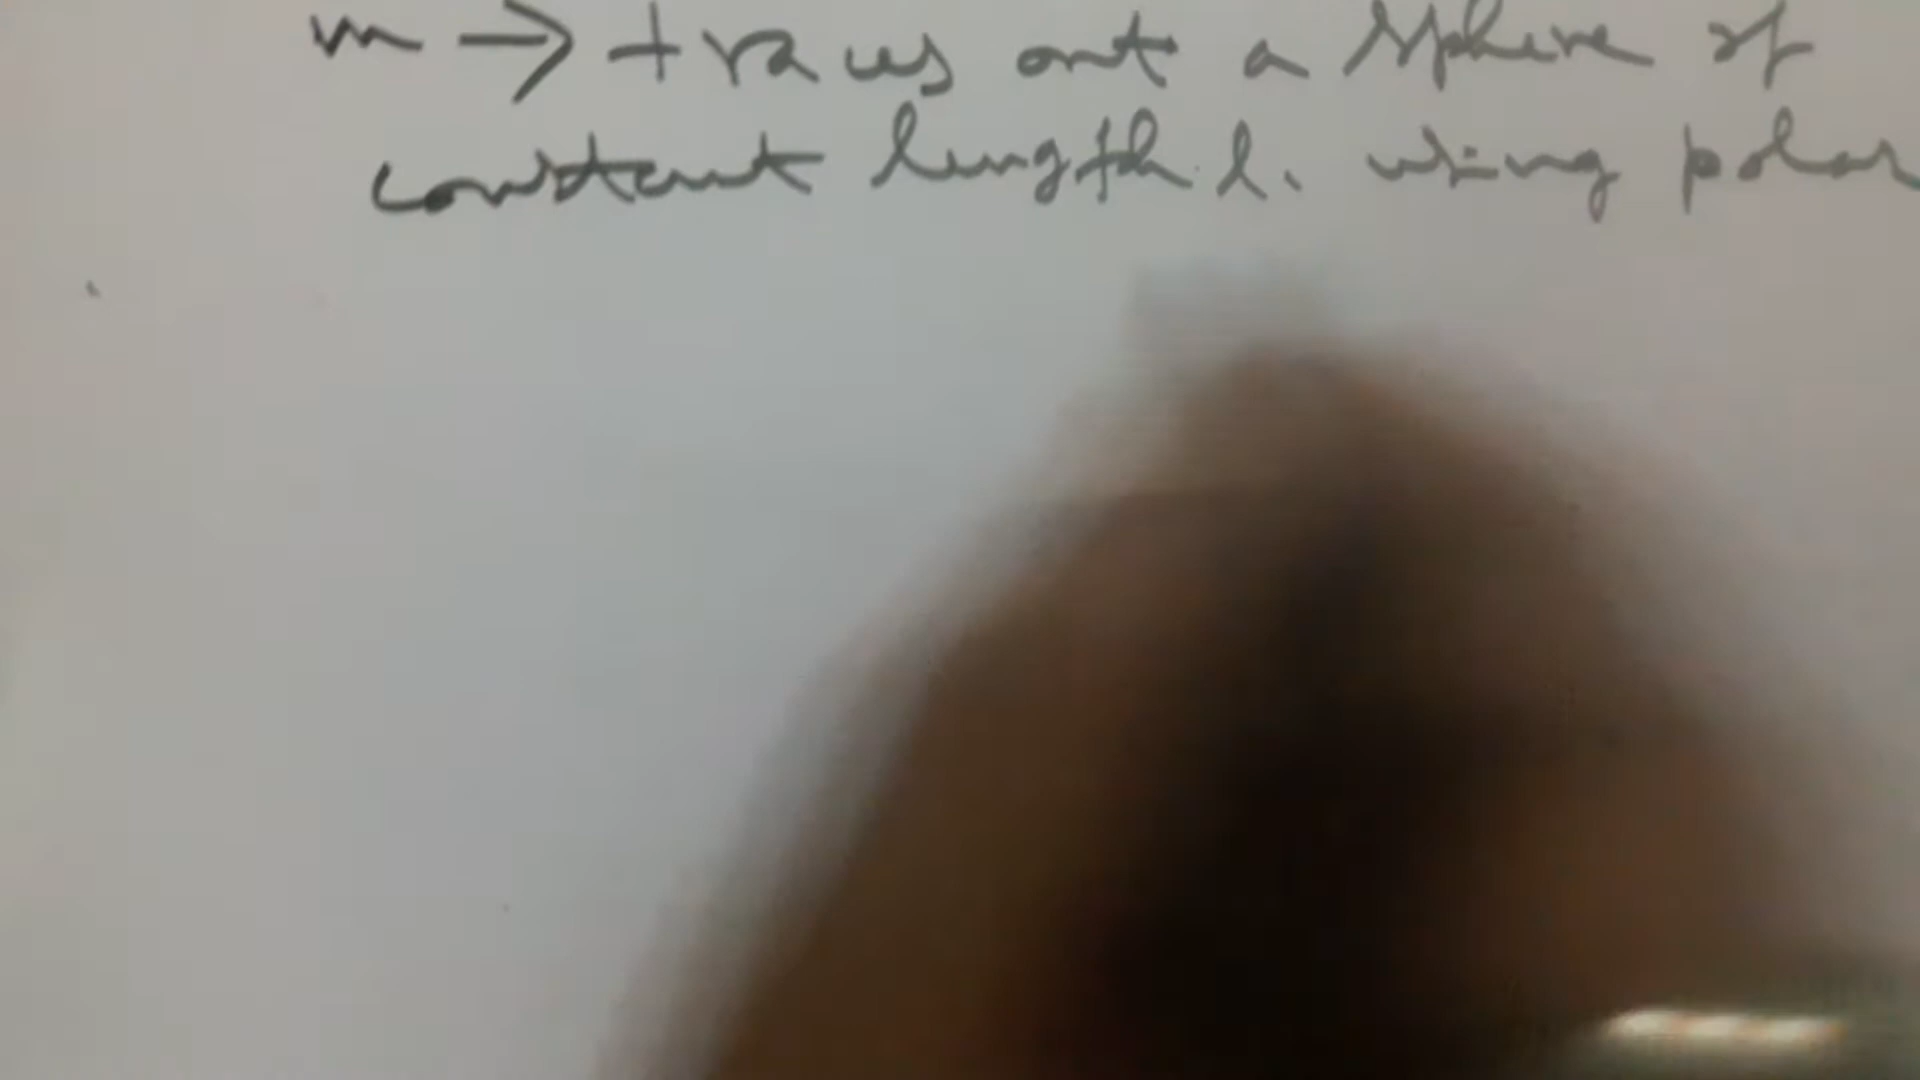 m → traces out a sphere of
constant length l. using polar